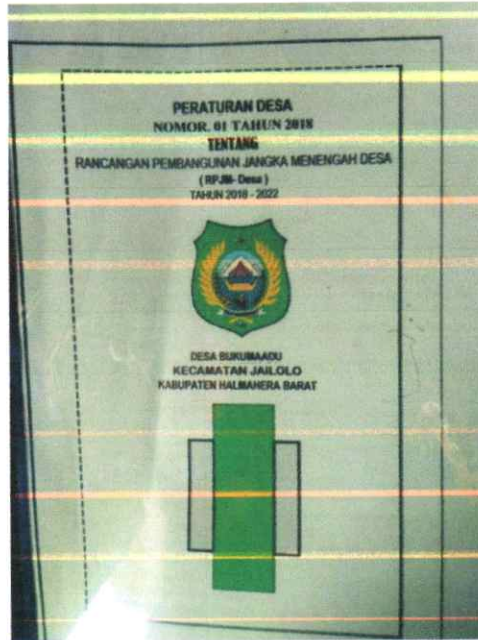 PERATURAN DESA
NOMOR. 01 TAHUN 2018
TENTANG
RANCANGAN PEMBANGUNAN JANGKA MENENGAH DESA
( RPJM- Desa )
TAHUN 2018 - 2022
DESA BUKUMAADU
KECAMATAN JAILOLO
KABUPATEN HALMAHERA BARAT